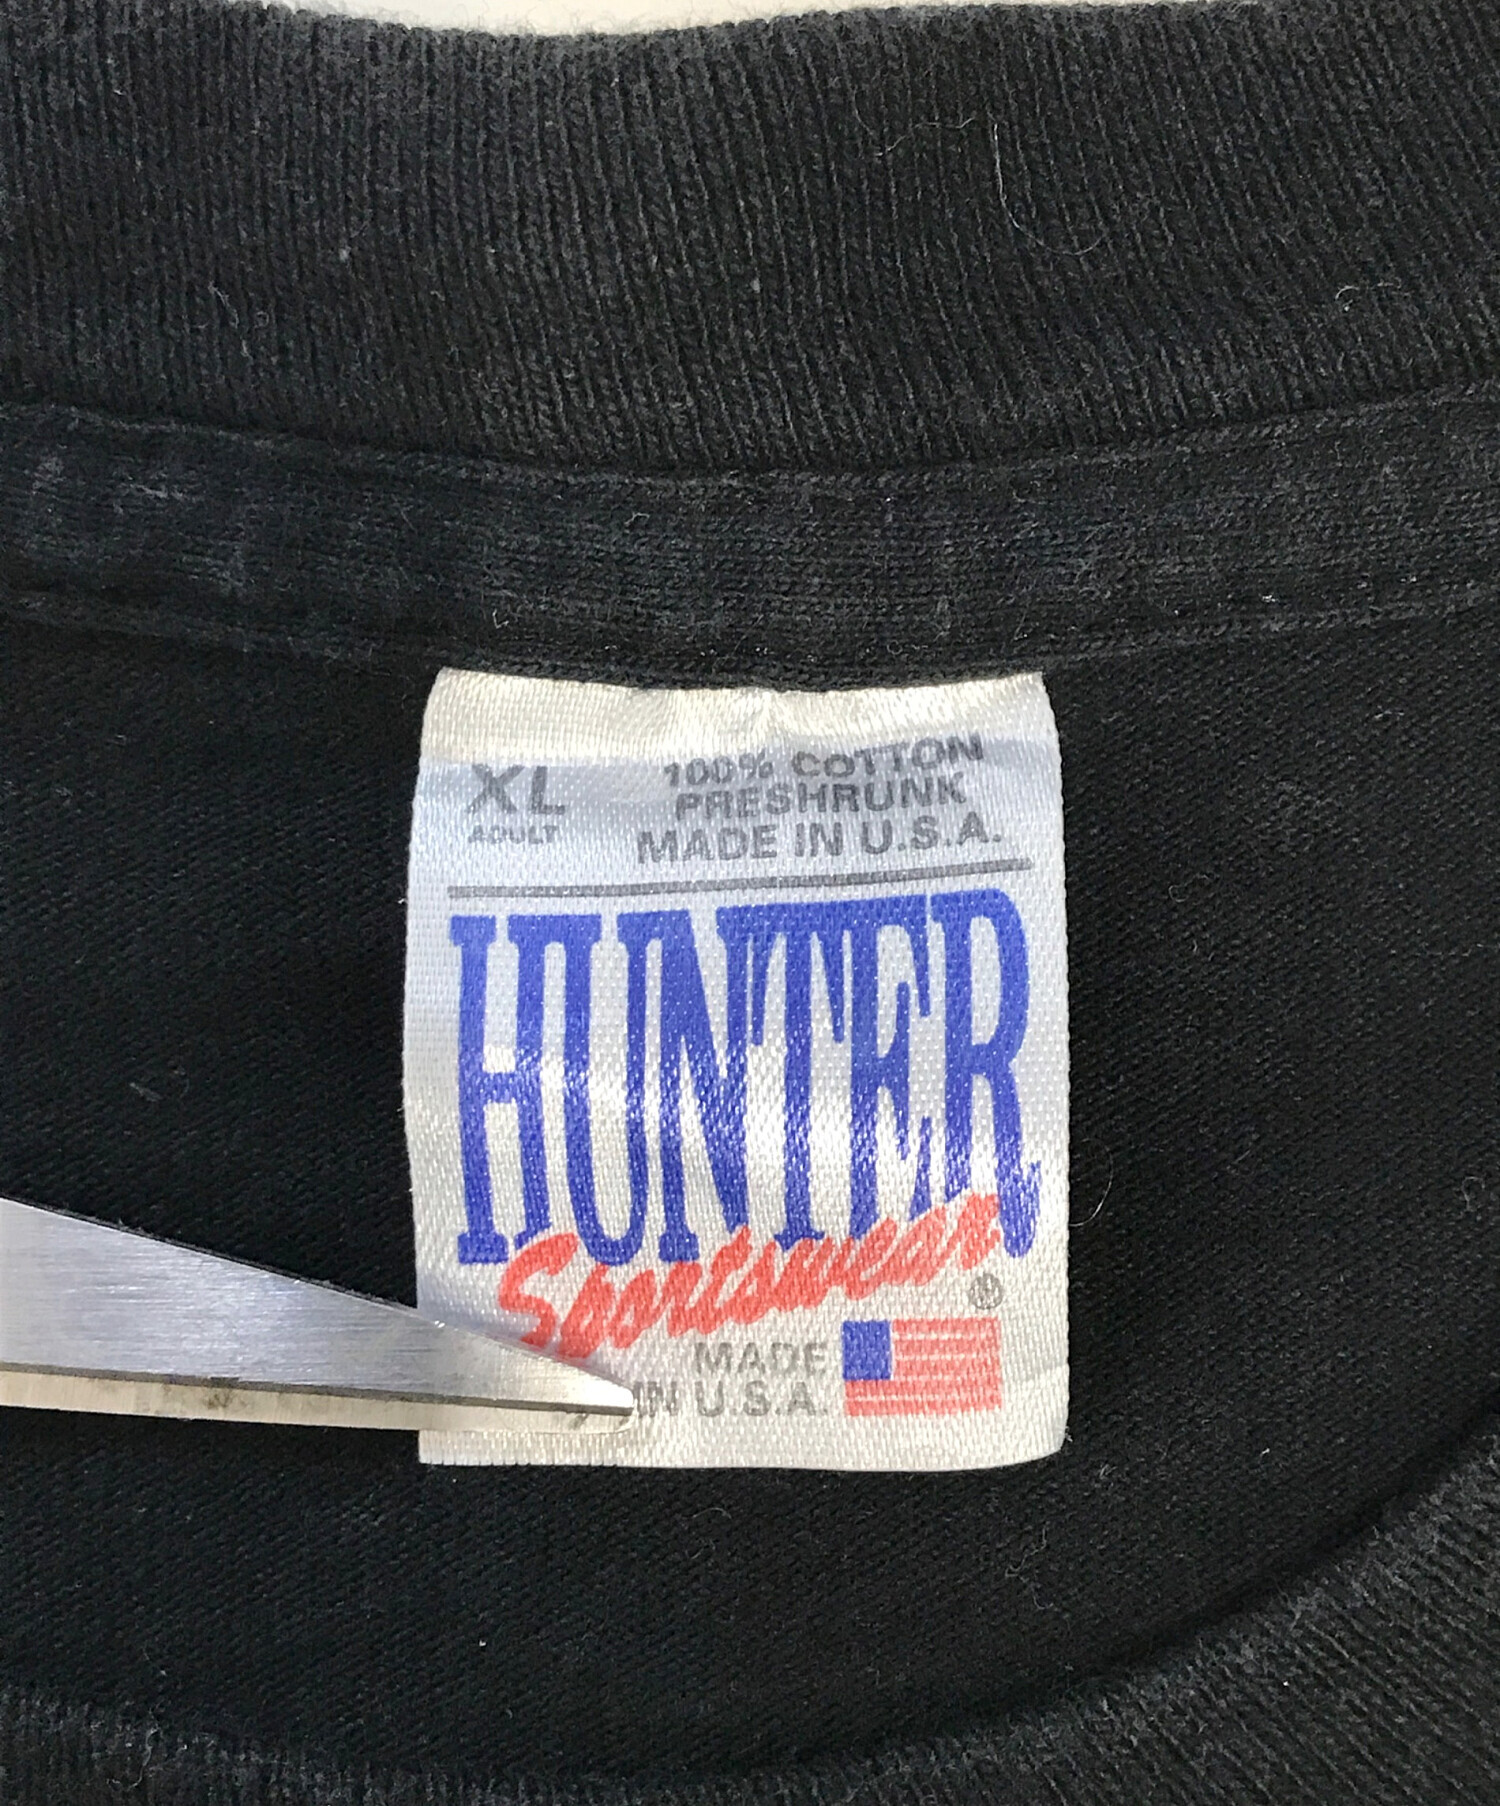 XL
ADULT
100% COTTON
PRESHRUNK
MADE IN U.S.A.
HUNTER
Sportswear
®
MADE
IN U.S.A.